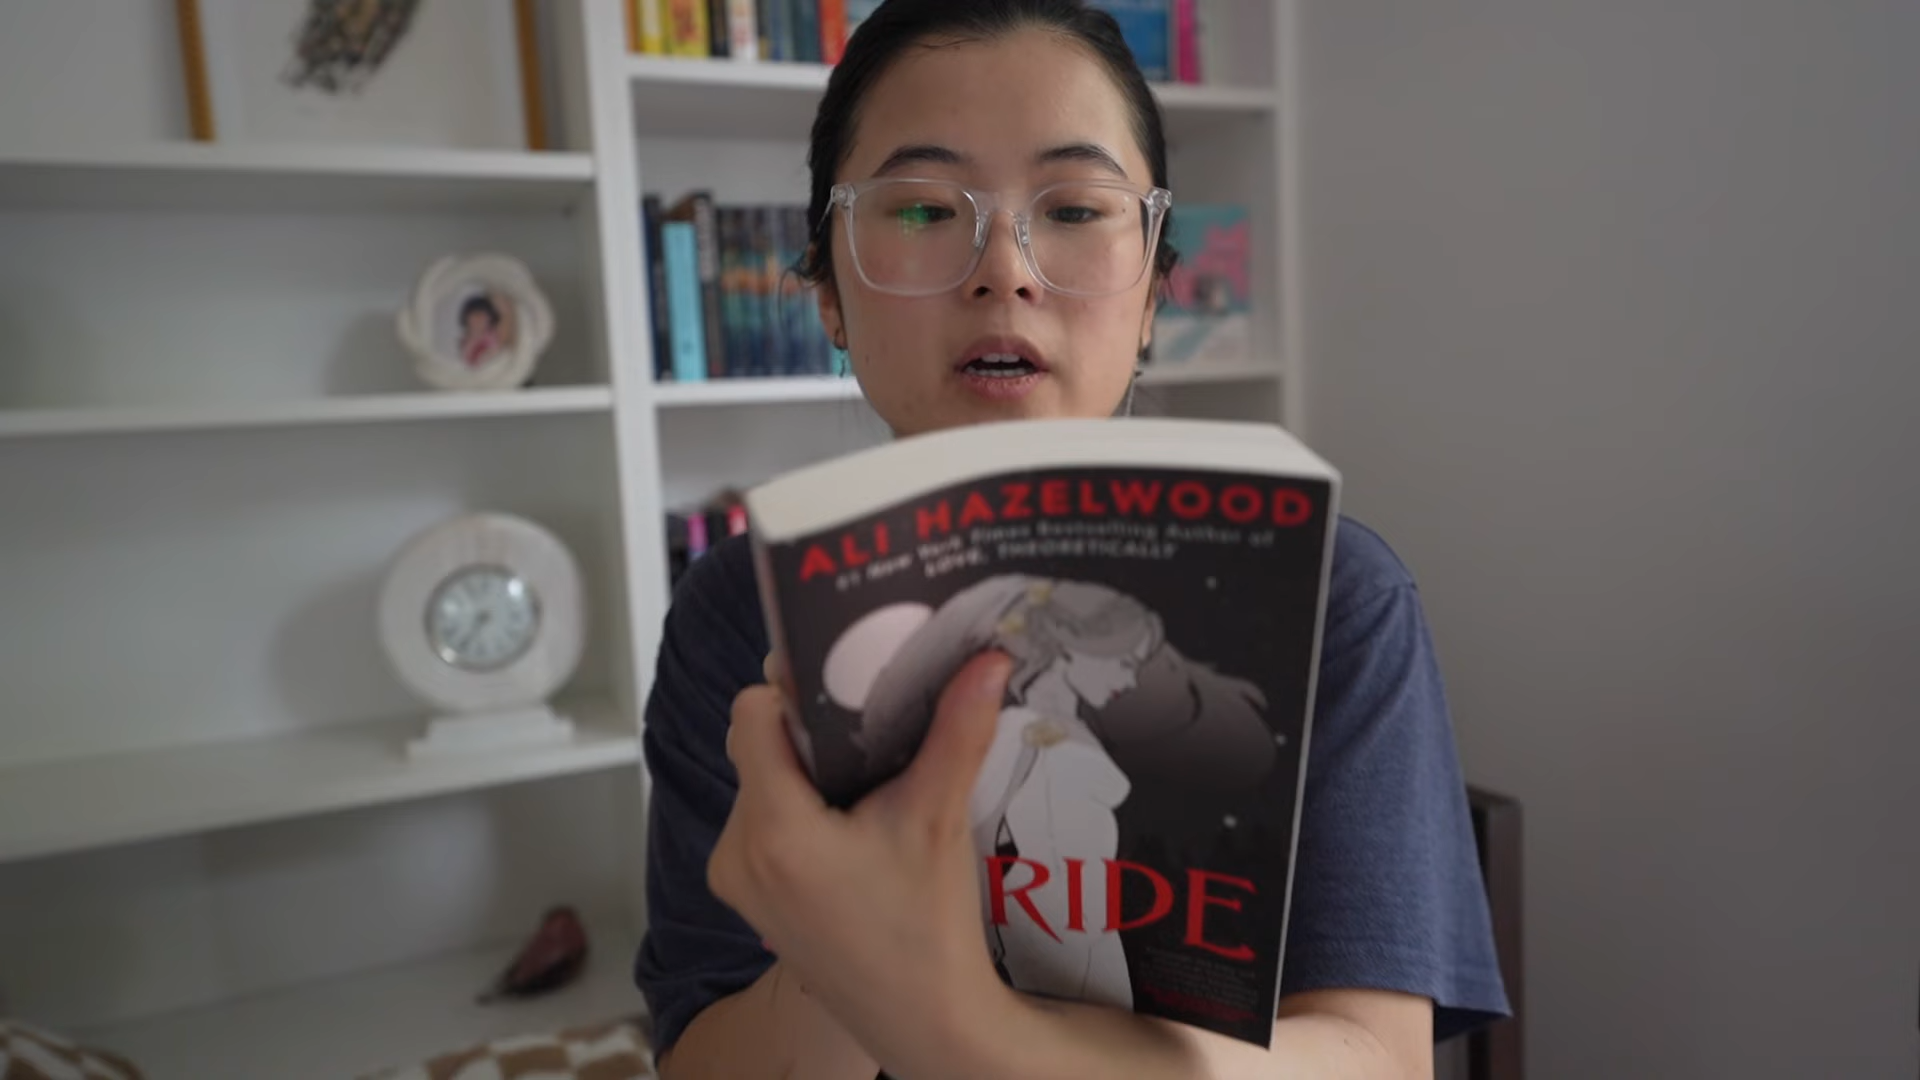 ALI HAZELWOOD
#1 New York Times Bestselling Author of
LOVE, THEORETICALLY
RIDE